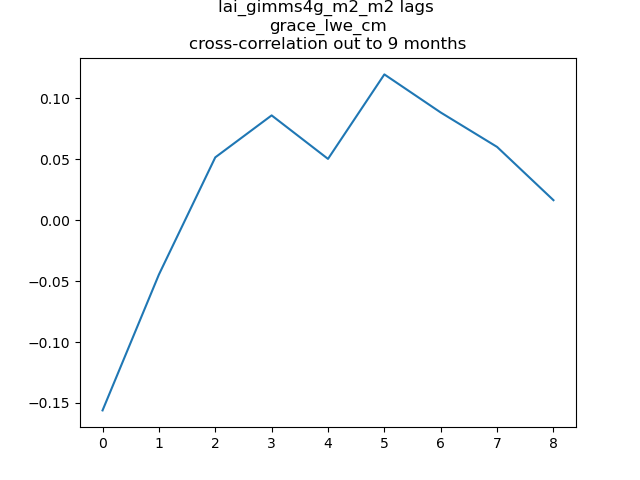 lai_gimms4g_m2_m2 lags
grace_lwe_cm
cross-correlation out to 9 months
0.10
0.05
0.00
−0.05
−0.10
−0.15
0 1 2 3 4 5 6 7 8